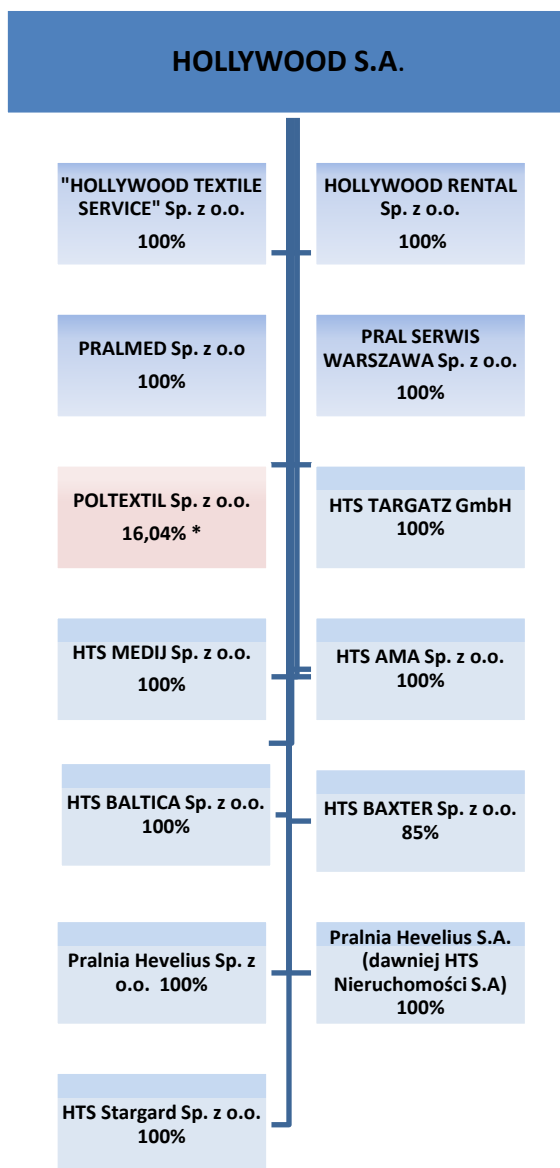 HOLLYWOOD S.A.
"HOLLYWOOD TEXTILE
SERVICE" Sp. z o.o.
100%
HOLLYWOOD RENTAL
Sp. z o.o.
100%
PRALMED Sp. z o.o
100%
PRAL SERWIS
WARSZAWA Sp. z o.o.
100%
POLTEXTIL Sp. z o.o.
16,04% *
HTS TARGATZ GmbH
100%
HTS MEDIJ Sp. z o.o.
100%
HTS AMA Sp. z o.o.
100%
HTS BALTICA Sp. z o.o.
100%
HTS BAXTER Sp. z o.o.
85%
Pralnia Hevelius Sp. z
o.o. 100%
Pralnia Hevelius S.A.
(dawniej HTS
Nieruchomości S.A)
100%
HTS Stargard Sp. z o.o.
100%